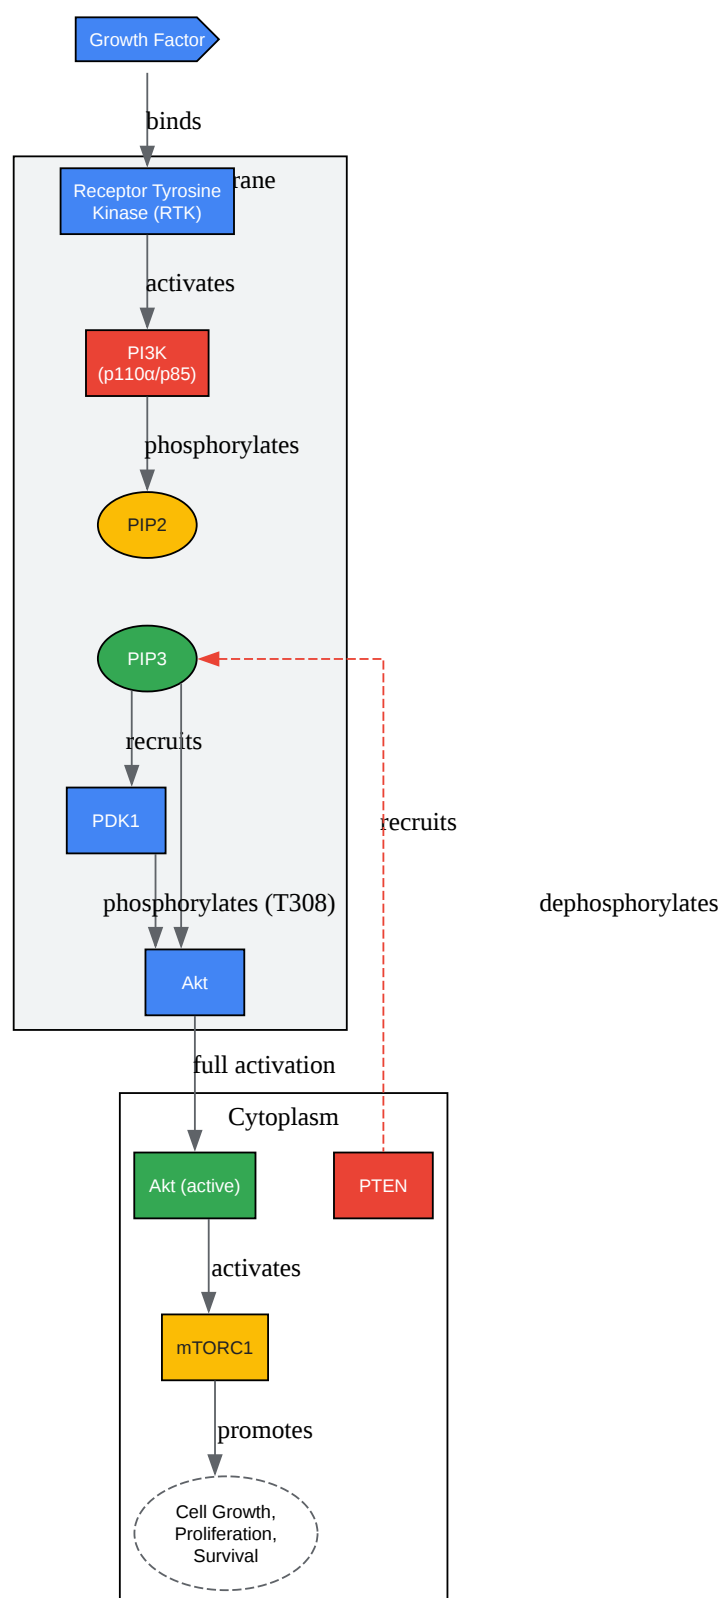 Growth Factor
binds
rane
Receptor Tyrosine
Kinase (RTK)
activates
PI3K
(p110α/p85)
phosphorylates
PIP2
PIP3
recruits
PDK1
recruits
phosphorylates (T308)
dephosphorylates
Akt
full activation
Cytoplasm
Akt (active)
PTEN
activates
mTORC1
promotes
Cell Growth,
Proliferation,
Survival